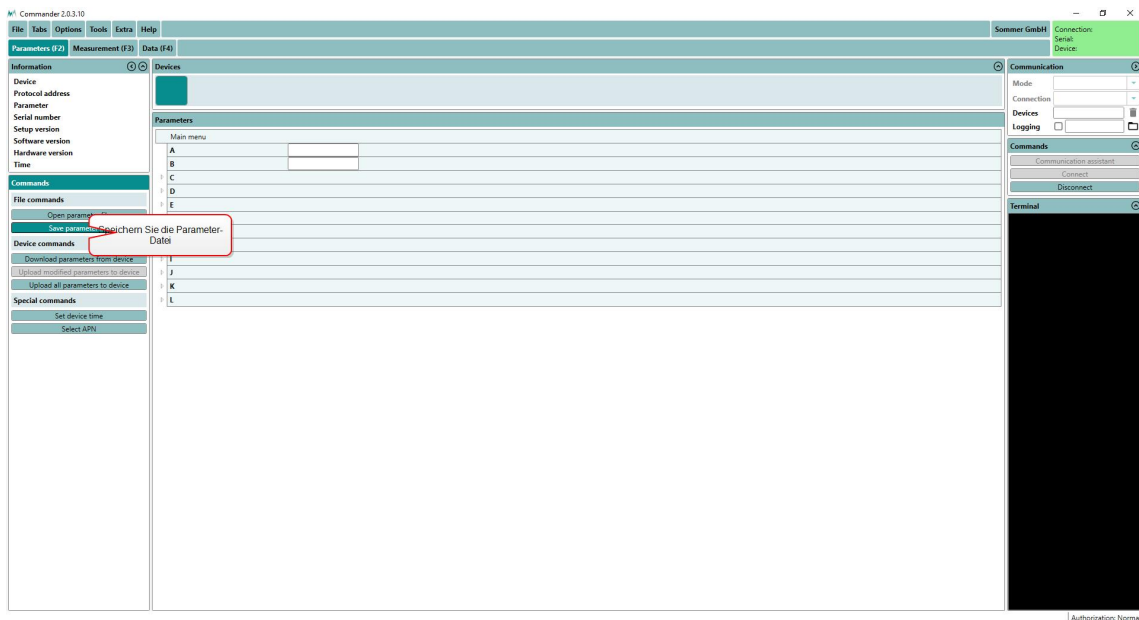 Commander 2.0.3.10
File Tabs Options Tools Extra Help
Sommer GmbH
Connection:
Serial:
Device:
Parameters (F2) Measurement (F3) Data (F4)
Information
Device
Protocol address
Parameter
Serial number
Setup version
Software version
Hardware version
Time
Commands
File commands
Open parameter
Save
Speichern Sie die Parameter-
Datei
Device commands
Download parameters from device
Upload modified parameters to device
Upload all parameters to device
Special commands
Set device time
Select APN
Devices
Parameters
Main menu
A
B
C
D
E
I
J
K
L
Communication
Mode
Connection
Devices
Logging
Commands
Communication assistant
Connect
Disconnect
Terminal
Authorization: Norma